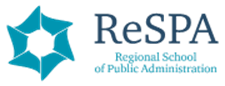 ReSPA
Regional School
of Public Administration